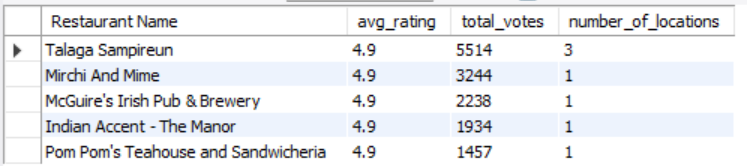 Restaurant Name avg_rating total_votes number_of_locations
Talaga Sampireun 4.9 5514 3
Mirchi And Mime 4.9 3244 1
McGuire's Irish Pub & Brewery 4.9 2238 1
Indian Accent - The Manor 4.9 1934 1
Pom Pom's Teahouse and Sandwicheria 4.9 1457 1